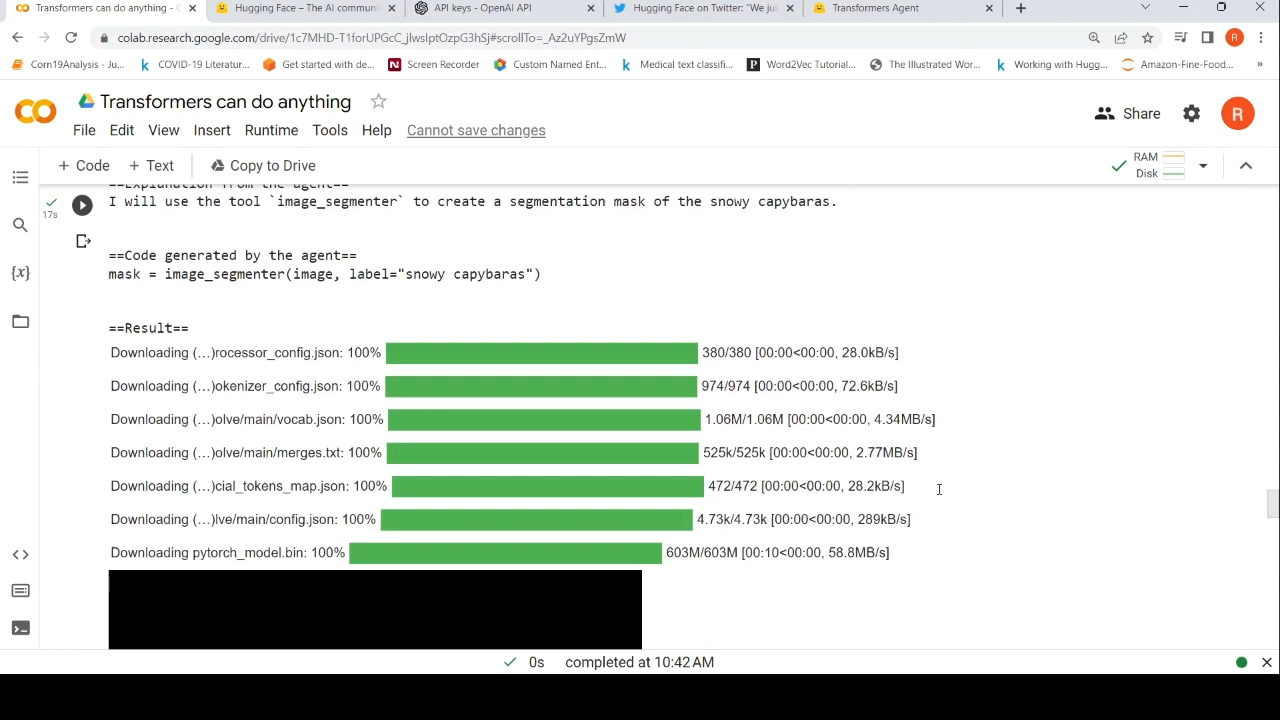 Transformers can do anything -
Hugging Face – The AI communi
API keys - OpenAI API
Hugging Face on Twitter: "We jus
Transformers Agent
colab.research.google.com/drive/1c7MHD-T1forUPGcC_jlwsIptOzpG3hSj#scrollTo=_Az2uYPgsZmW
R
Corn19Analysis - Ju...
COVID-19 Literatur...
Get started with de...
Screen Recorder
Custom Named Ent...
Medical text classifi...
Word2Vec Tutorial...
The Illustrated Wor...
Working with Hugg...
Amazon-Fine-Food...
»
Transformers can do anything
File Edit View Insert Runtime Tools Help Cannot save changes
Share
R
+ Code + Text Copy to Drive
RAM
Disk
==Explanation from the agent==
17s
I will use the tool `image_segmenter` to create a segmentation mask of the snowy capybaras.
==Code generated by the agent==
mask = image_segmenter(image, label="snowy capybaras")
==Result==
Downloading (…)rocessor_config.json: 100% 380/380 [00:00<00:00, 28.0kB/s]
Downloading (…)okenizer_config.json: 100% 974/974 [00:00<00:00, 72.6kB/s]
Downloading (…)olve/main/vocab.json: 100% 1.06M/1.06M [00:00<00:00, 4.34MB/s]
Downloading (…)olve/main/merges.txt: 100% 525k/525k [00:00<00:00, 2.77MB/s]
Downloading (…)cial_tokens_map.json: 100% 472/472 [00:00<00:00, 28.2kB/s]
Downloading (…)lve/main/config.json: 100% 4.73k/4.73k [00:00<00:00, 289kB/s]
Downloading pytorch_model.bin: 100% 603M/603M [00:10<00:00, 58.8MB/s]
0s completed at 10:42 AM